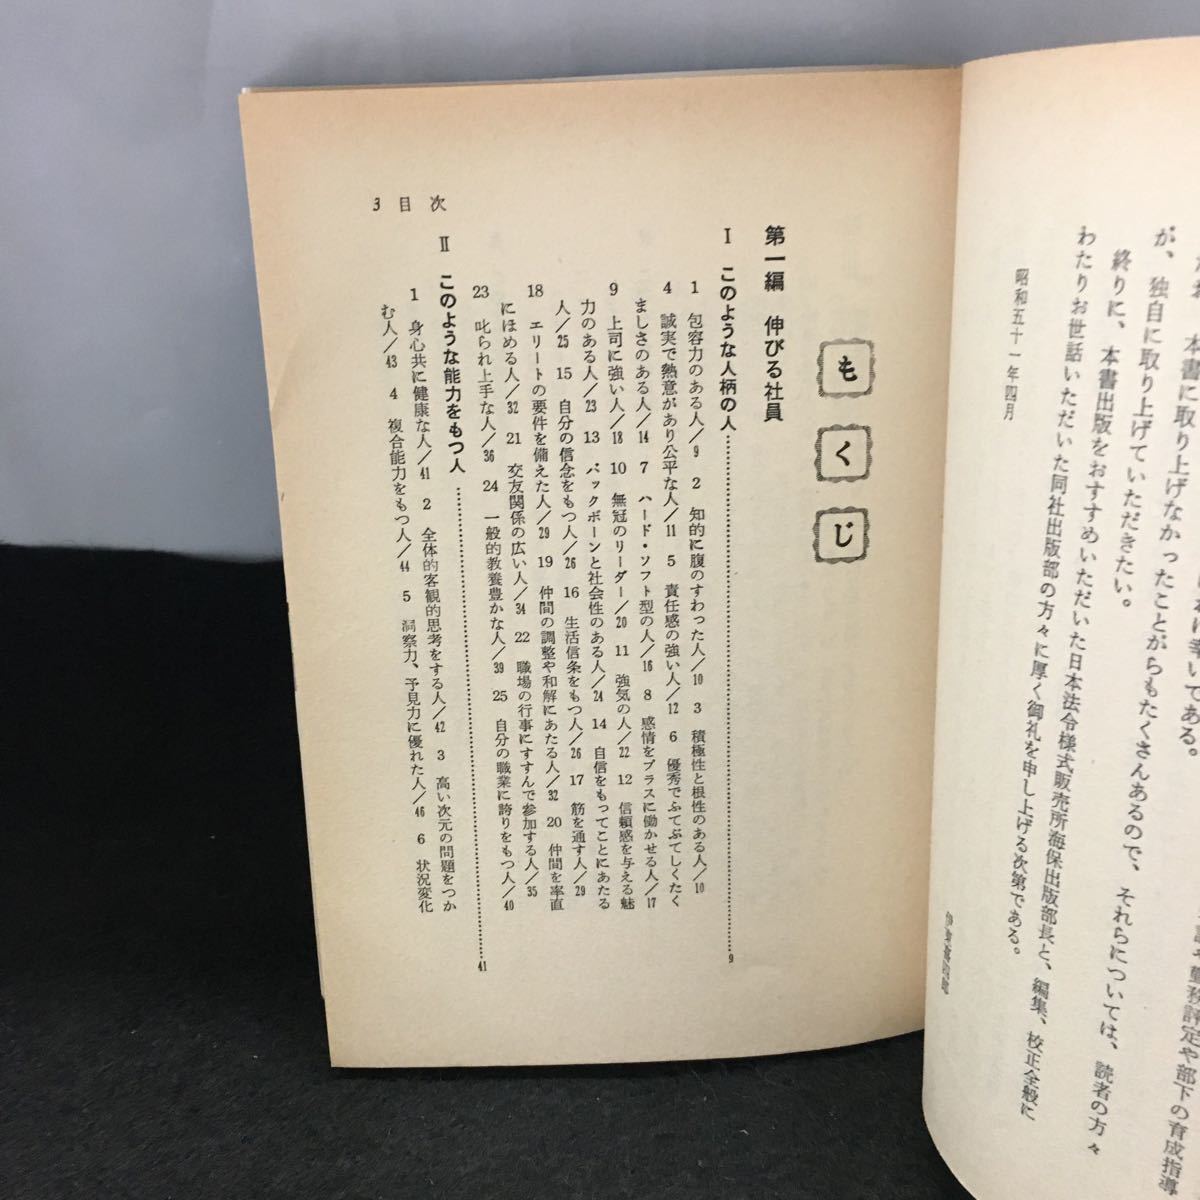 本書に取り上げなかったことがらもたくさんあるので、それらについては、読者の方々
が、独自に取り上げていただきたい。
終りに、本書出版をおすすめいただいた日本法令様式販売所海保出版部長と、編集、校正全般に
わたりお世話いただいた同社出版部の方々に厚く御礼を申し上げる次第である。
昭和五十一年四月
もくじ
第一編 伸びる社員
Ⅰ このような人柄の人……………9
1 包容力のある人/9 2 知的に腹のすわった人/10 3 積極性と根性のある人/10
4 誠実で熱意があり公平な人/11 5 責任感の強い人/12 6 優秀でふてぶてしくたく
ましさのある人/14 7 ハード・ソフト型の人/16 8 感情をプラスに働かせる人/17
9 上司に強い人/18 10 無冠のリーダー/20 11 強気の人/22 12 信頼感を与える魅
力のある人/23 13 バックボーンと社会性のある人/24 14 自信をもってことにあたる
人/25 15 自分の信念をもつ人/26 16 生活信条をもつ人/26 17 筋を通す人/29
18 エリートの要件を備えた人/29 19 仲間の調整や和解にあたる人/32 20 仲間を率直
にほめる人/32 21 交友関係の広い人/34 22 職場の行事にすすんで参加する人/35
23 叱られ上手な人/36 24 一般的教養豊かな人/39 25 自分の職業に誇りをもつ人/40
Ⅱ このような能力をもつ人……………41
1 身心共に健康な人/41 2 全体的客観的思考をする人/42 3 高い次元の問題をつか
む人/43 4 複合能力をもつ人/44 5 洞察力、予見力に優れた人/46 6 状況変化
3 目次